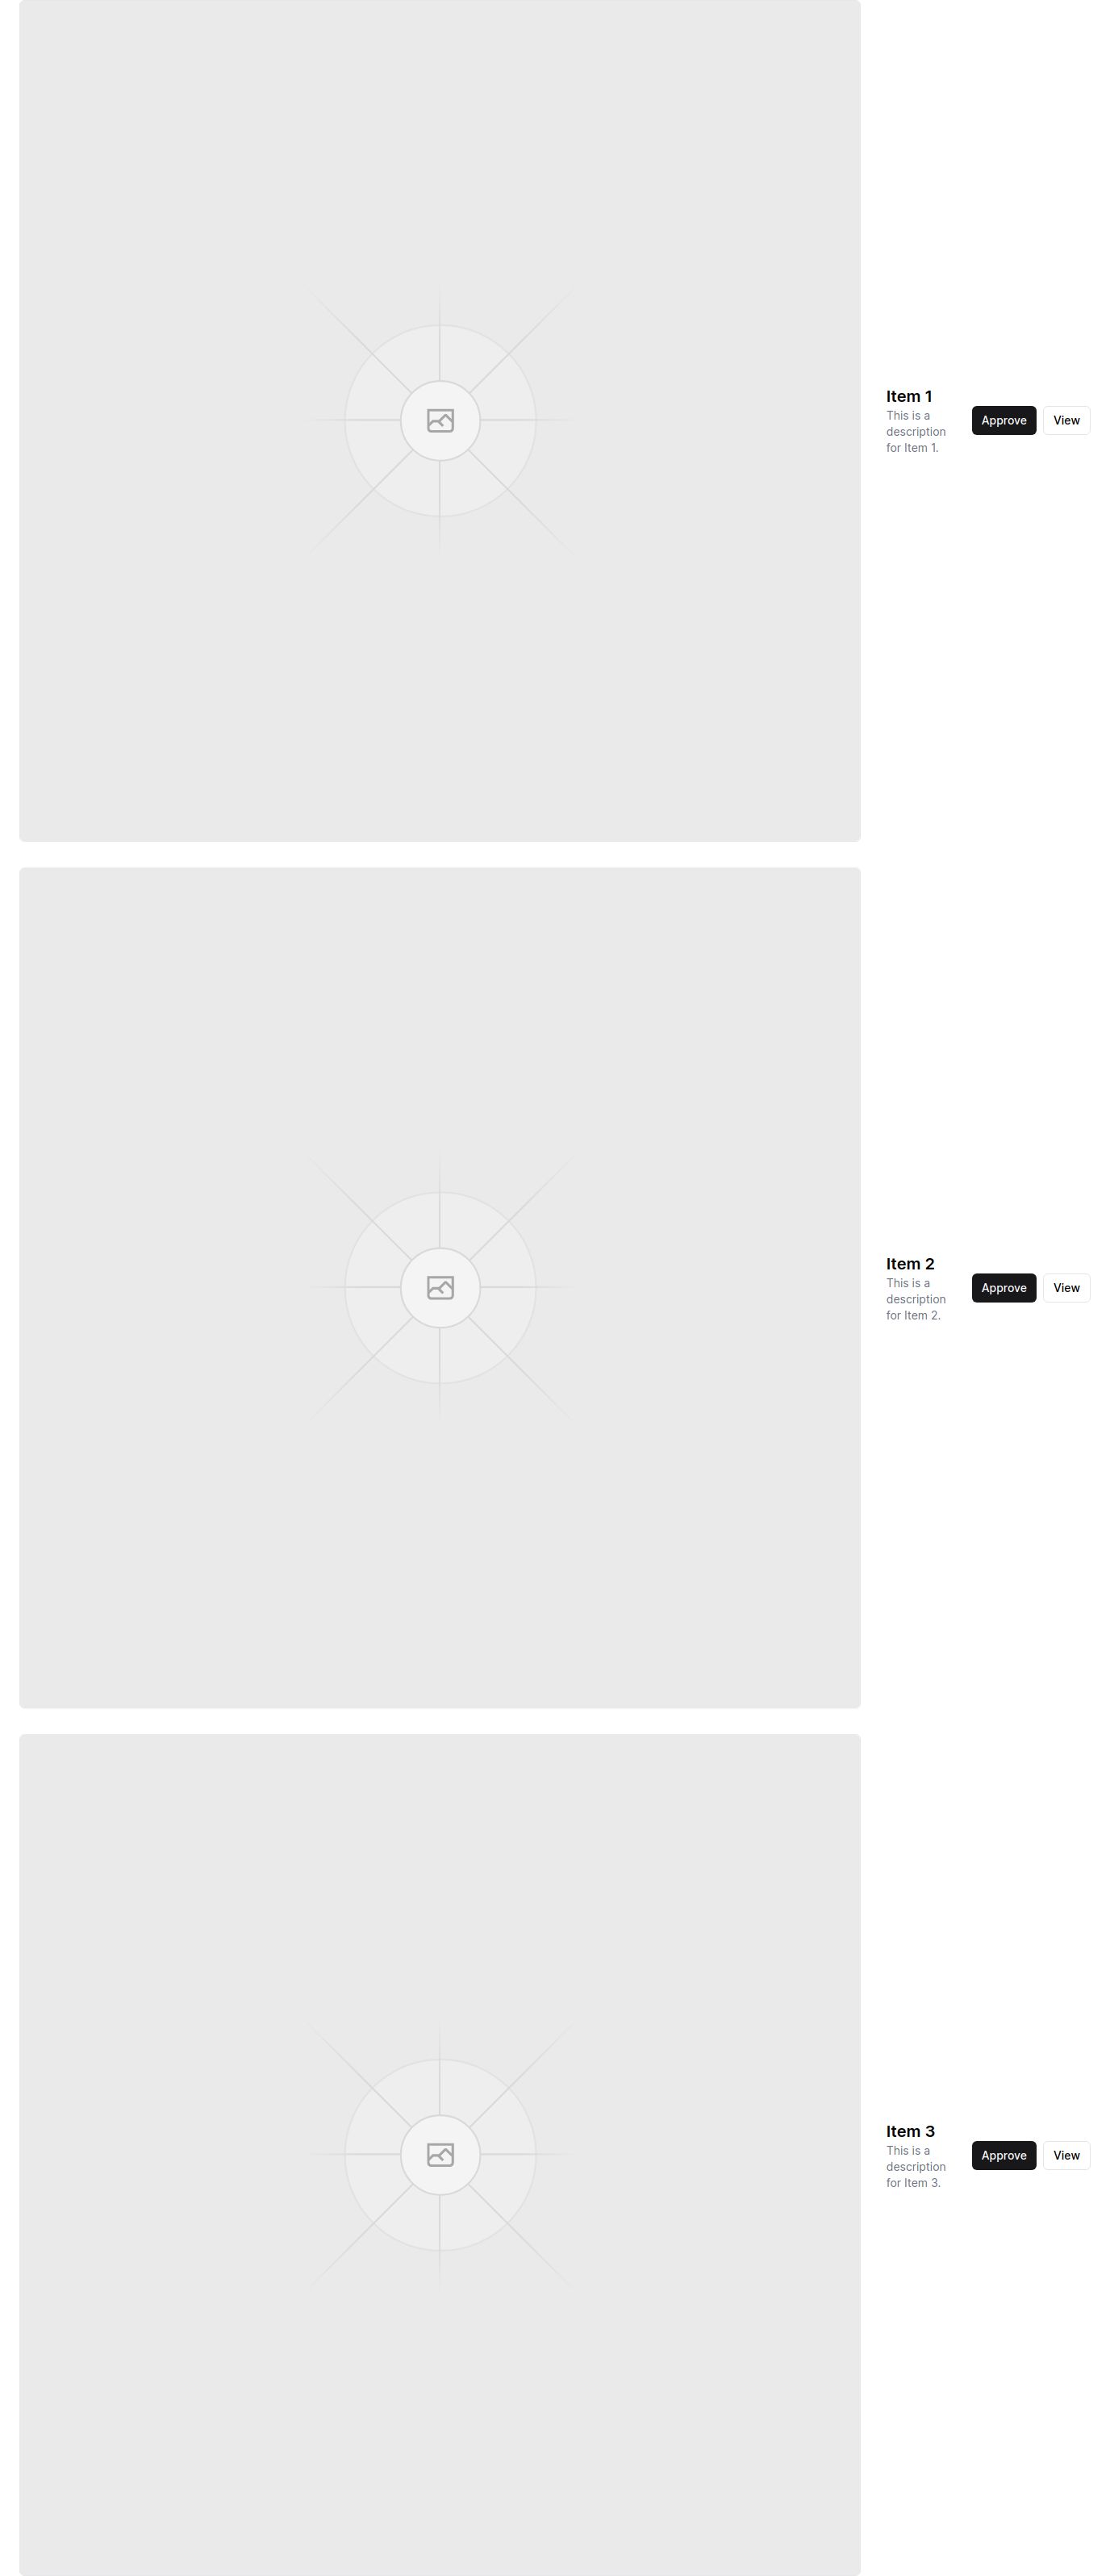 Item 1
This is a
description
for Item 1.
Approve
View
Item 2
This is a
description
for Item 2.
Approve
View
Item 3
This is a
description
for Item 3.
Approve
View